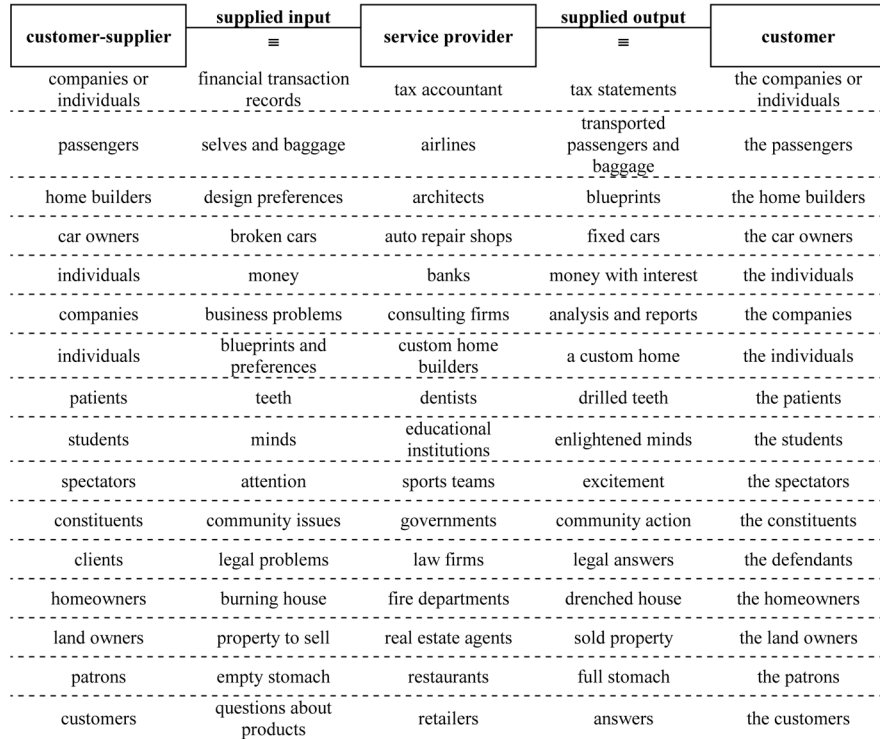 customer-supplier supplied input service provider supplied output customer
≡ ≡
companies or individuals financial transaction records tax accountant tax statements the companies or individuals
passengers selves and baggage airlines transported passengers and baggage the passengers
home builders design preferences architects blueprints the home builders
car owners broken cars auto repair shops fixed cars the car owners
individuals money banks money with interest the individuals
companies business problems consulting firms analysis and reports the companies
individuals blueprints and preferences custom home builders a custom home the individuals
patients teeth dentists drilled teeth the patients
students minds educational institutions enlightened minds the students
spectators attention sports teams excitement the spectators
constituents community issues governments community action the constituents
clients legal problems law firms legal answers the defendants
homeowners burning house fire departments drenched house the homeowners
land owners property to sell real estate agents sold property the land owners
patrons empty stomach restaurants full stomach the patrons
customers questions about products retailers answers the customers